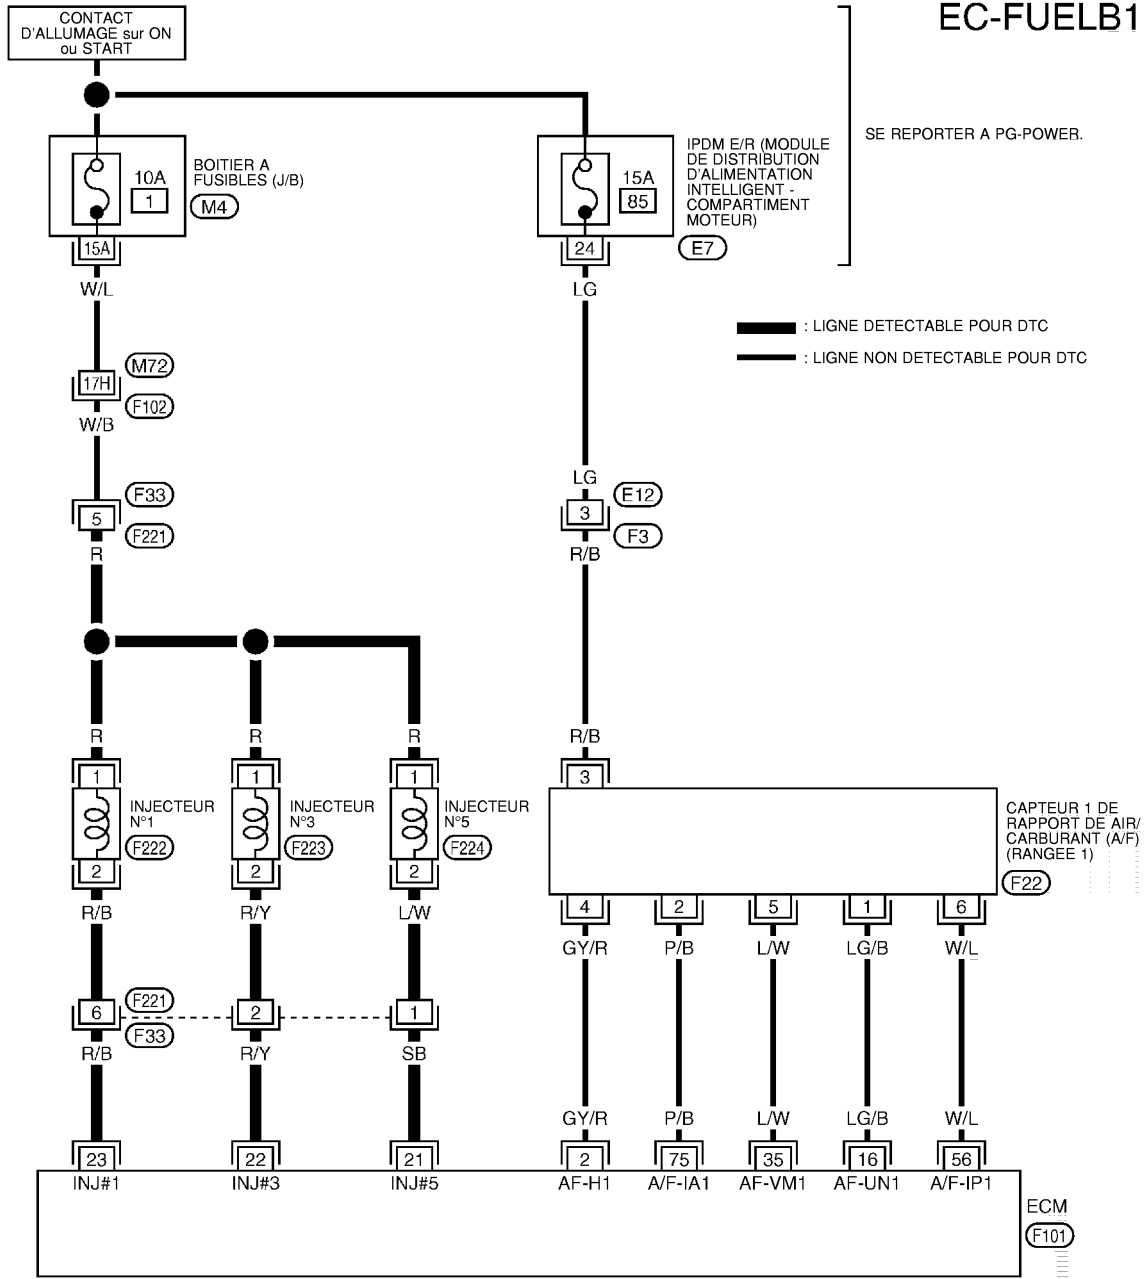 EC-FUELB1
CONTACT
D'ALLUMAGE sur ON
ou START
SE REPORTER A PG-POWER.
10A
1
BOITIER A
FUSIBLES (J/B)
M4
15A
85
IPDM E/R (MODULE
DE DISTRIBUTION
D'ALIMENTATION
INTELLIGENT -
COMPARTIMENT
MOTEUR)
E7
15A
24
W/L
LG
: LIGNE DETECTABLE POUR DTC
: LIGNE NON DETECTABLE POUR DTC
M72
17H
F102
W/B
LG
F33
E12
5
3
F221
F3
R
R/B
R
R
R
R/B
1
1
1
3
INJECTEUR
N°1
F222
INJECTEUR
N°3
F223
INJECTEUR
N°5
F224
CAPTEUR 1 DE
RAPPORT DE AIR/
CARBURANT (A/F)
(RANGEE 1)
F22
2
2
2
4
2
5
1
6
R/B
R/Y
L/W
GY/R
P/B
L/W
LG/B
W/L
F221
6
2
1
F33
R/B
R/Y
SB
GY/R
P/B
L/W
LG/B
W/L
23
22
21
2
75
35
16
56
INJ#1
INJ#3
INJ#5
AF-H1
A/F-IA1
AF-VM1
AF-UN1
A/F-IP1
ECM
F101